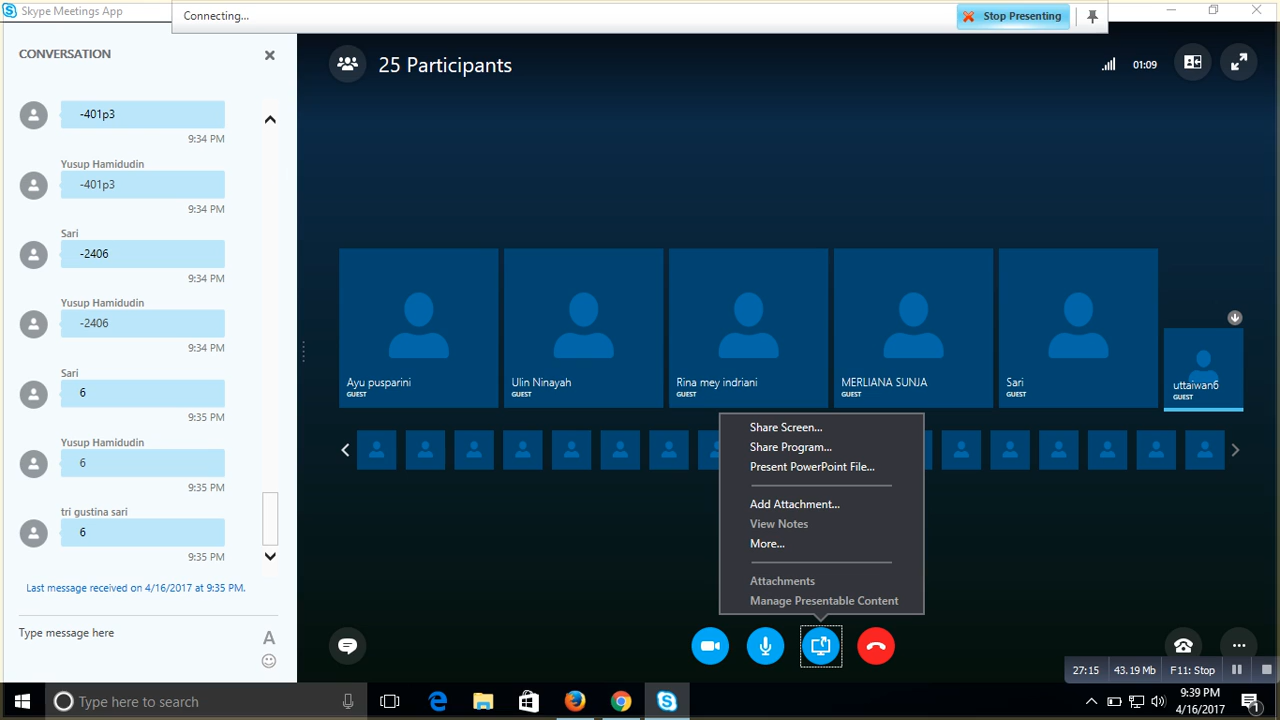 Skype Meetings App
Connecting...
Stop Presenting
CONVERSATION
-401p3
9:34 PM
Yusup Hamidudin
-401p3
9:34 PM
Sari
-2406
9:34 PM
Yusup Hamidudin
-2406
9:34 PM
Sari
6
9:35 PM
Yusup Hamidudin
6
9:35 PM
tri gustina sari
6
9:35 PM
Last message received on 4/16/2017 at 9:35 PM.
Type message here
A
25 Participants
01:09
Ayu pusparini
GUEST
Ulin Ninayah
GUEST
Rina mey indriani
GUEST
MERLIANA SUNJA
GUEST
Sari
GUEST
uttaiwan6
GUEST
Share Screen...
Share Program...
Present PowerPoint File...
Add Attachment...
View Notes
More...
Attachments
Manage Presentable Content
27:15
43.19 Mb
F11: Stop
Type here to search
9:39 PM
4/16/2017
1